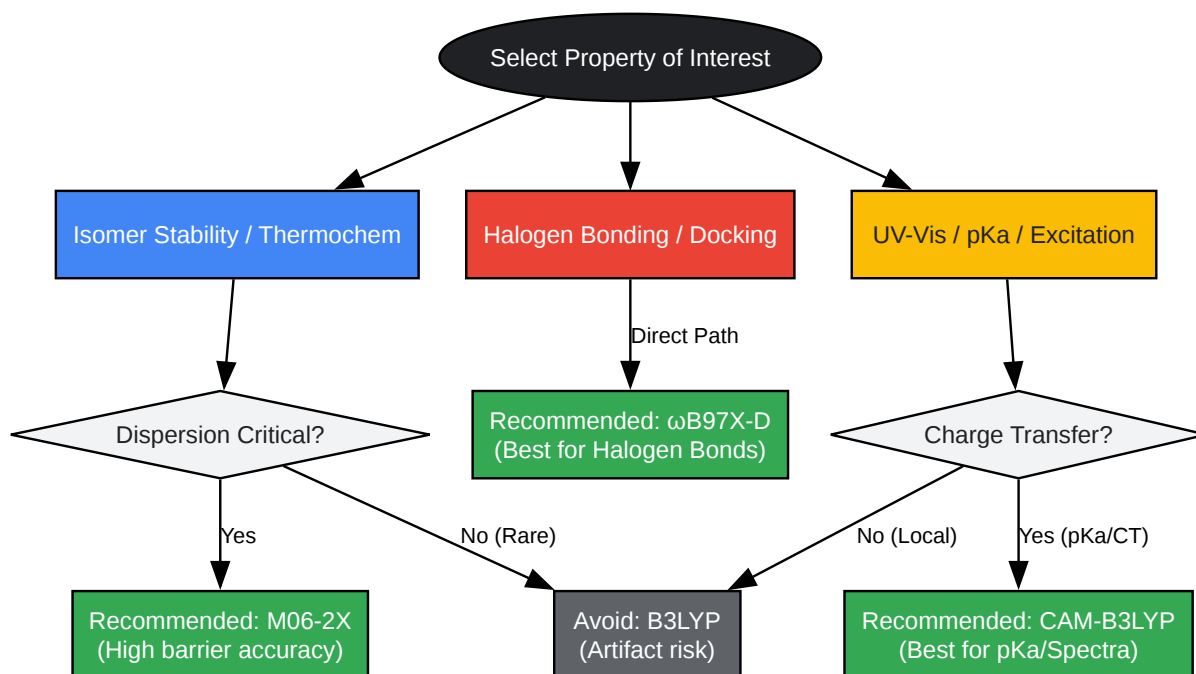 Select Property of Interest
Isomer Stability / Thermochem
Halogen Bonding / Docking
UV-Vis / pKa / Excitation
Direct Path
Dispersion Critical?
Recommended: ωB97X-D
(Best for Halogen Bonds)
Charge Transfer?
Yes
No (Rare)
No (Local)
Yes (pKa/CT)
Recommended: M06-2X
(High barrier accuracy)
Avoid: B3LYP
(Artifact risk)
Recommended: CAM-B3LYP
(Best for pKa/Spectra)